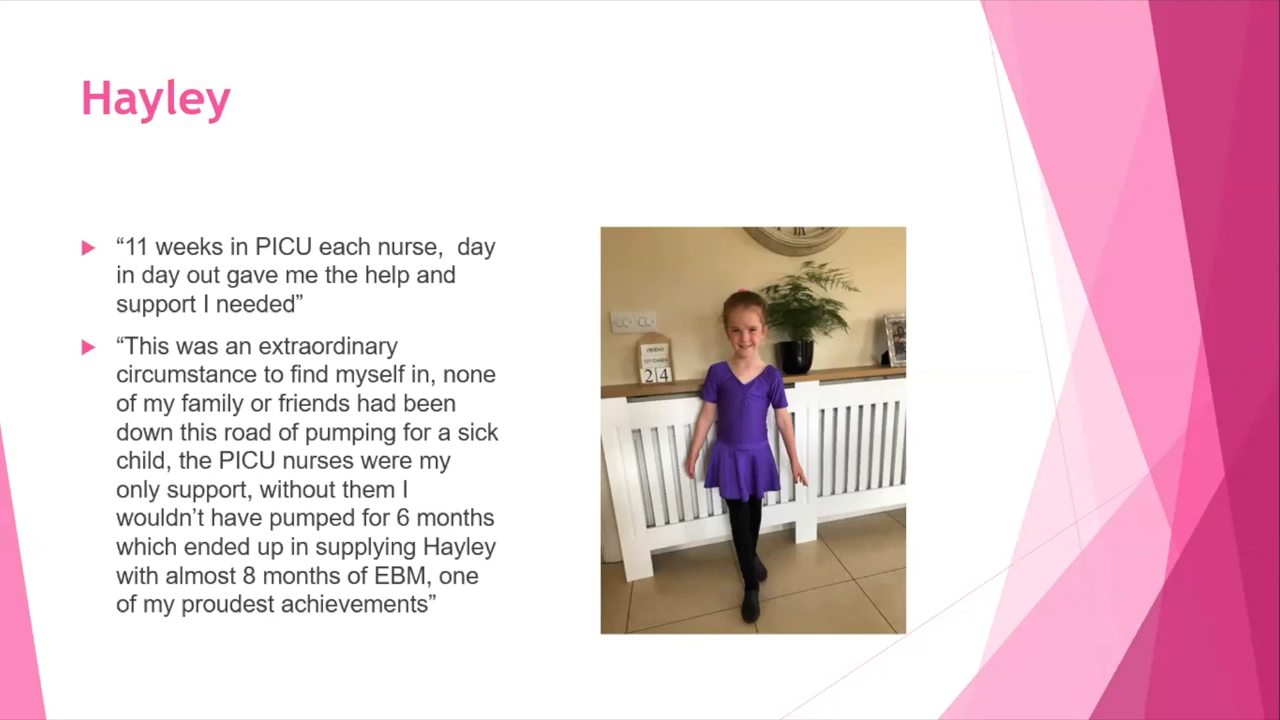 Hayley
“11 weeks in PICU each nurse, day
in day out gave me the help and
support I needed”
“This was an extraordinary
circumstance to find myself in, none
of my family or friends had been
down this road of pumping for a sick
child, the PICU nurses were my
only support, without them I
wouldn’t have pumped for 6 months
which ended up in supplying Hayley
with almost 8 months of EBM, one
of my proudest achievements”
SEPTEMBER
24